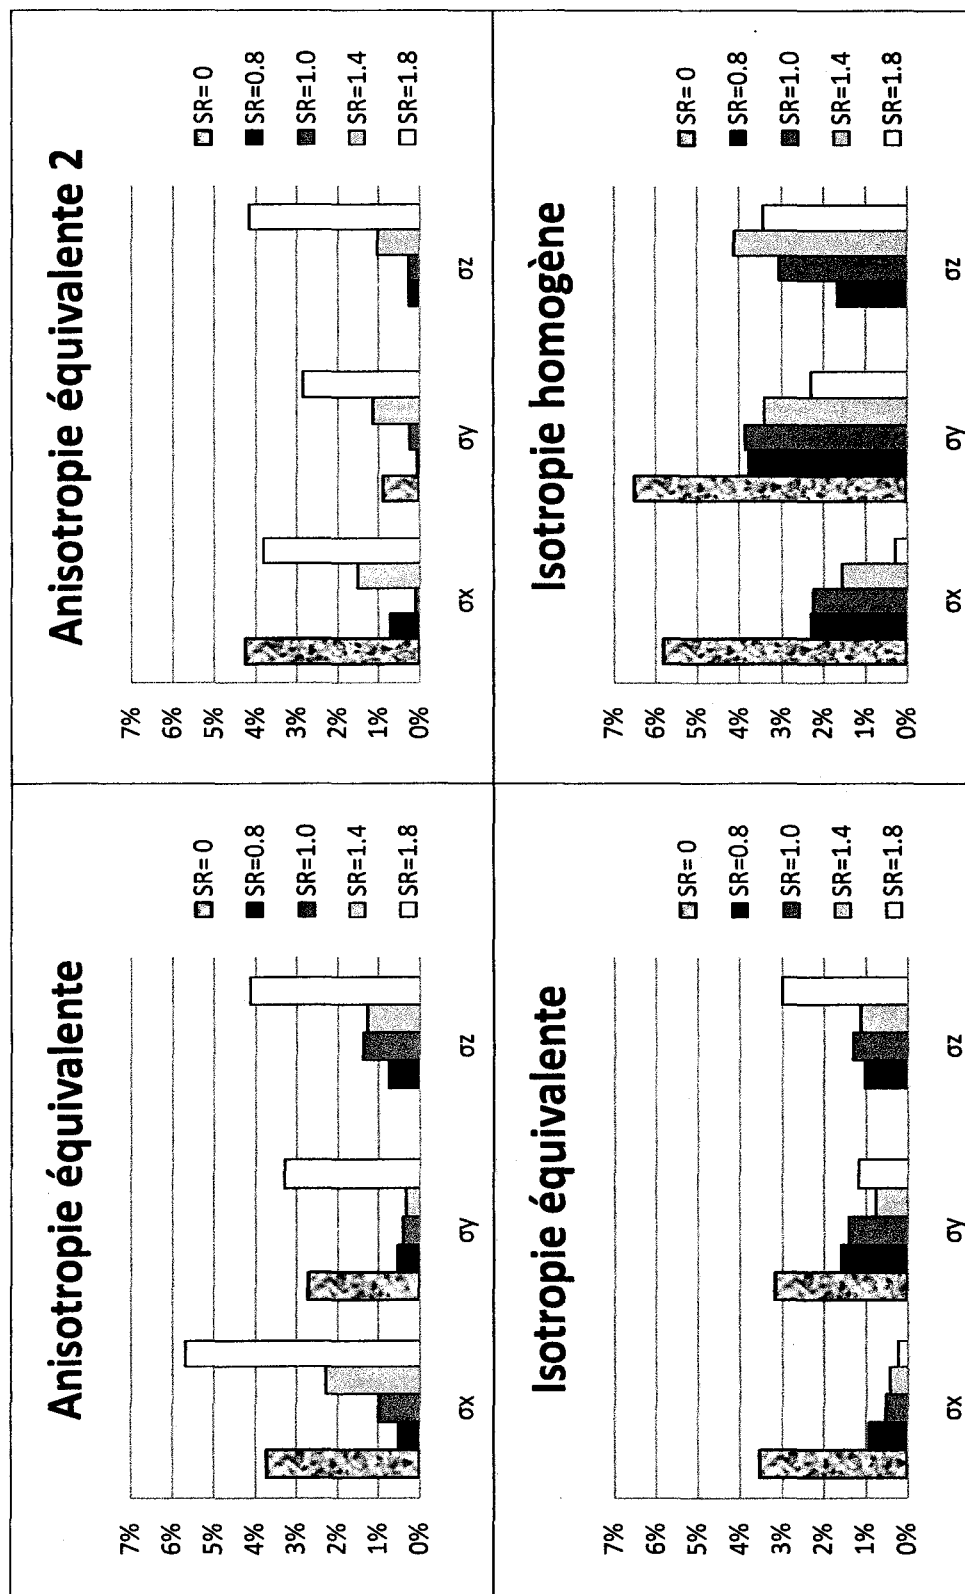 Anisotropie équivalente
7%
6%
5%
4%
3%
2%
1%
0%
σx
σy
σz
SR= 0
SR=0.8
SR=1.0
SR=1.4
SR=1.8
Anisotropie équivalente 2
7%
6%
5%
4%
3%
2%
1%
0%
σx
σy
σz
SR= 0
SR=0.8
SR=1.0
SR=1.4
SR=1.8
Isotropie équivalente
7%
6%
5%
4%
3%
2%
1%
0%
σx
σy
σz
SR= 0
SR=0.8
SR=1.0
SR=1.4
SR=1.8
Isotropie homogène
7%
6%
5%
4%
3%
2%
1%
0%
σx
σy
σz
SR= 0
SR=0.8
SR=1.0
SR=1.4
SR=1.8